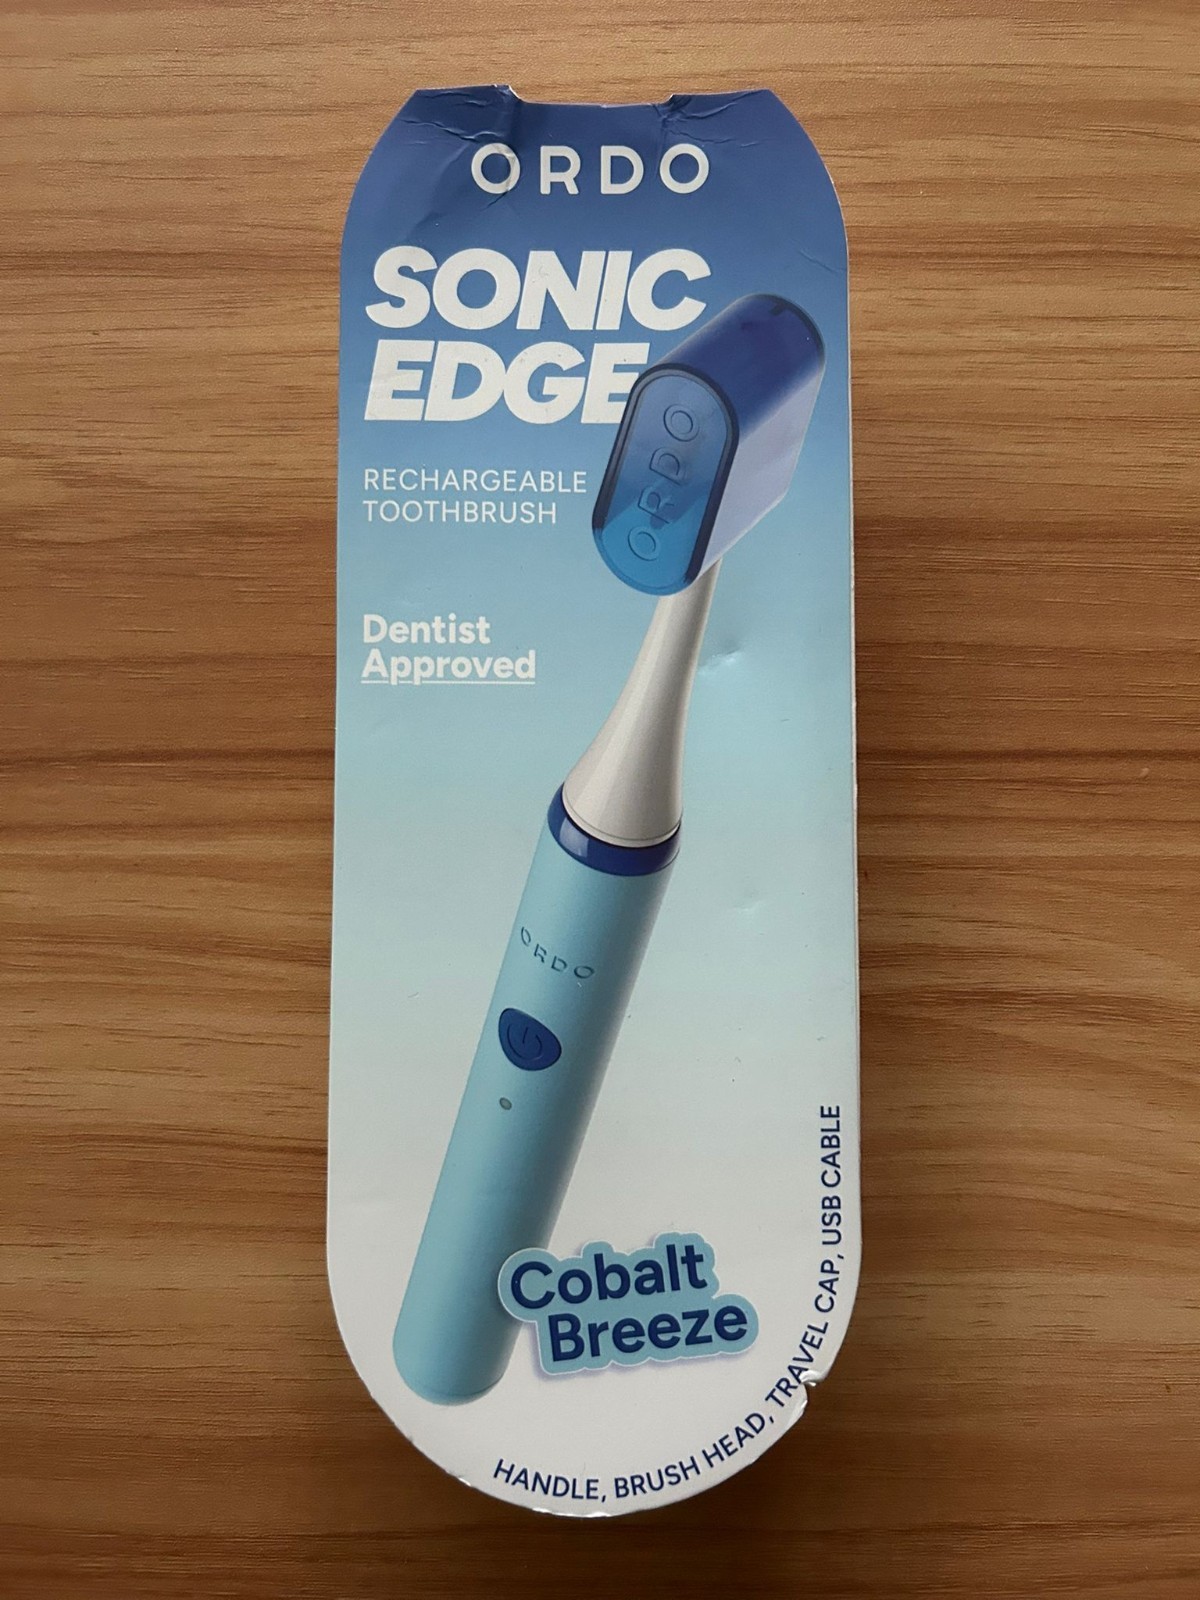 ORDO
SONIC
EDGE
RECHARGEABLE
TOOTHBRUSH
ORDO
Dentist
Approved
ORDO
Cobalt
Breeze
HANDLE, BRUSH HEAD, TRAVEL CAP, USB CABLE